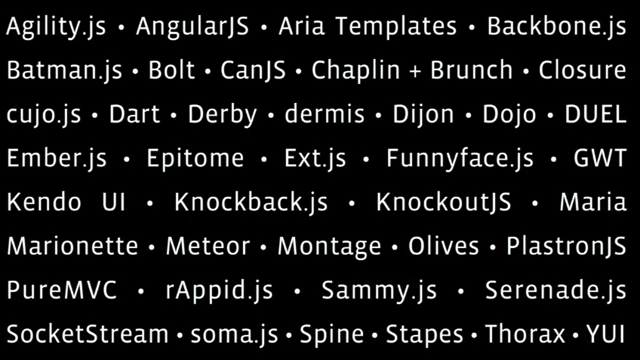 Agility.js • AngularJS • Aria Templates • Backbone.js
Batman.js • Bolt • CanJS • Chaplin + Brunch • Closure
cujo.js • Dart • Derby • dermis • Dijon • Dojo • DUEL
Ember.js • Epitome • Ext.js • Funnyface.js • GWT
Kendo UI • Knockback.js • KnockoutJS • Maria
Marionette • Meteor • Montage • Olives • PlastronJS
PureMVC • rAppid.js • Sammy.js • Serenade.js
SocketStream • soma.js • Spine • Stapes • Thorax • YUI